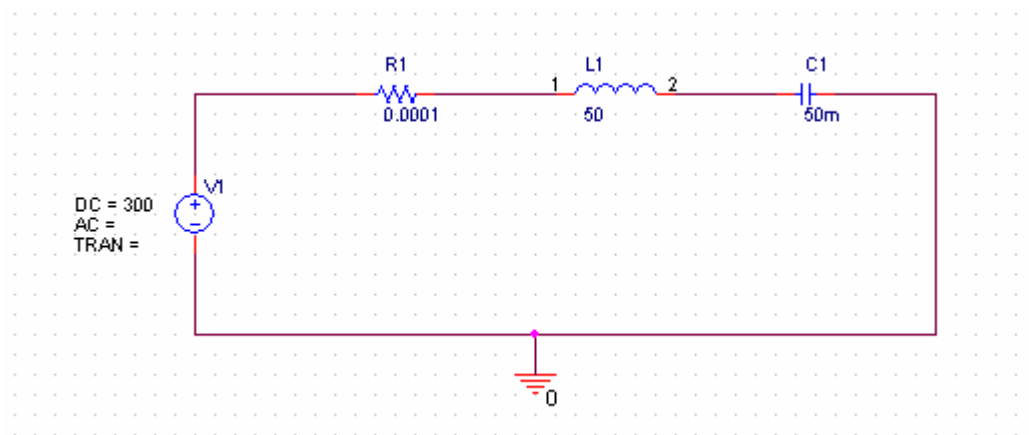 R1
L1
C1
1
2
0.0001
50
50m
V1
DC = 300
AC =
TRAN =
+
-
0